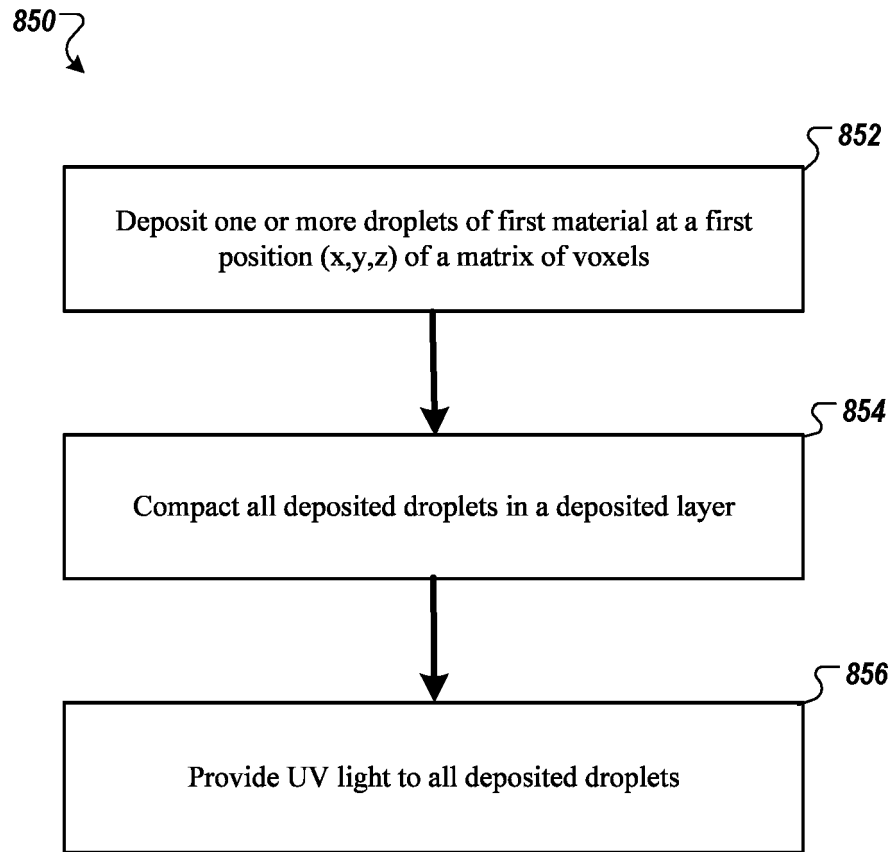 850
852
Deposit one or more droplets of first material at a first
position (x,y,z) of a matrix of voxels
854
Compact all deposited droplets in a deposited layer
856
Provide UV light to all deposited droplets